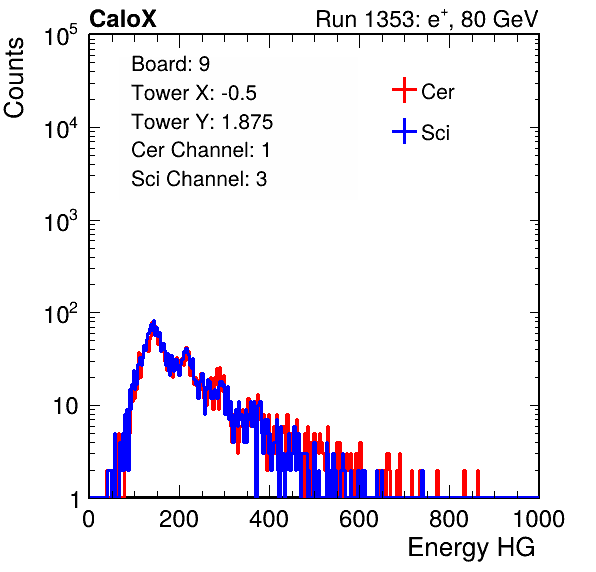 CaloX Run 1353: e⁺, 80 GeV
Counts
10⁵
10⁴
10³
10²
10
1
Board: 9
Tower X: -0.5
Tower Y: 1.875
Cer Channel: 1
Sci Channel: 3
Cer
Sci
0 200 400 600 800 1000
Energy HG